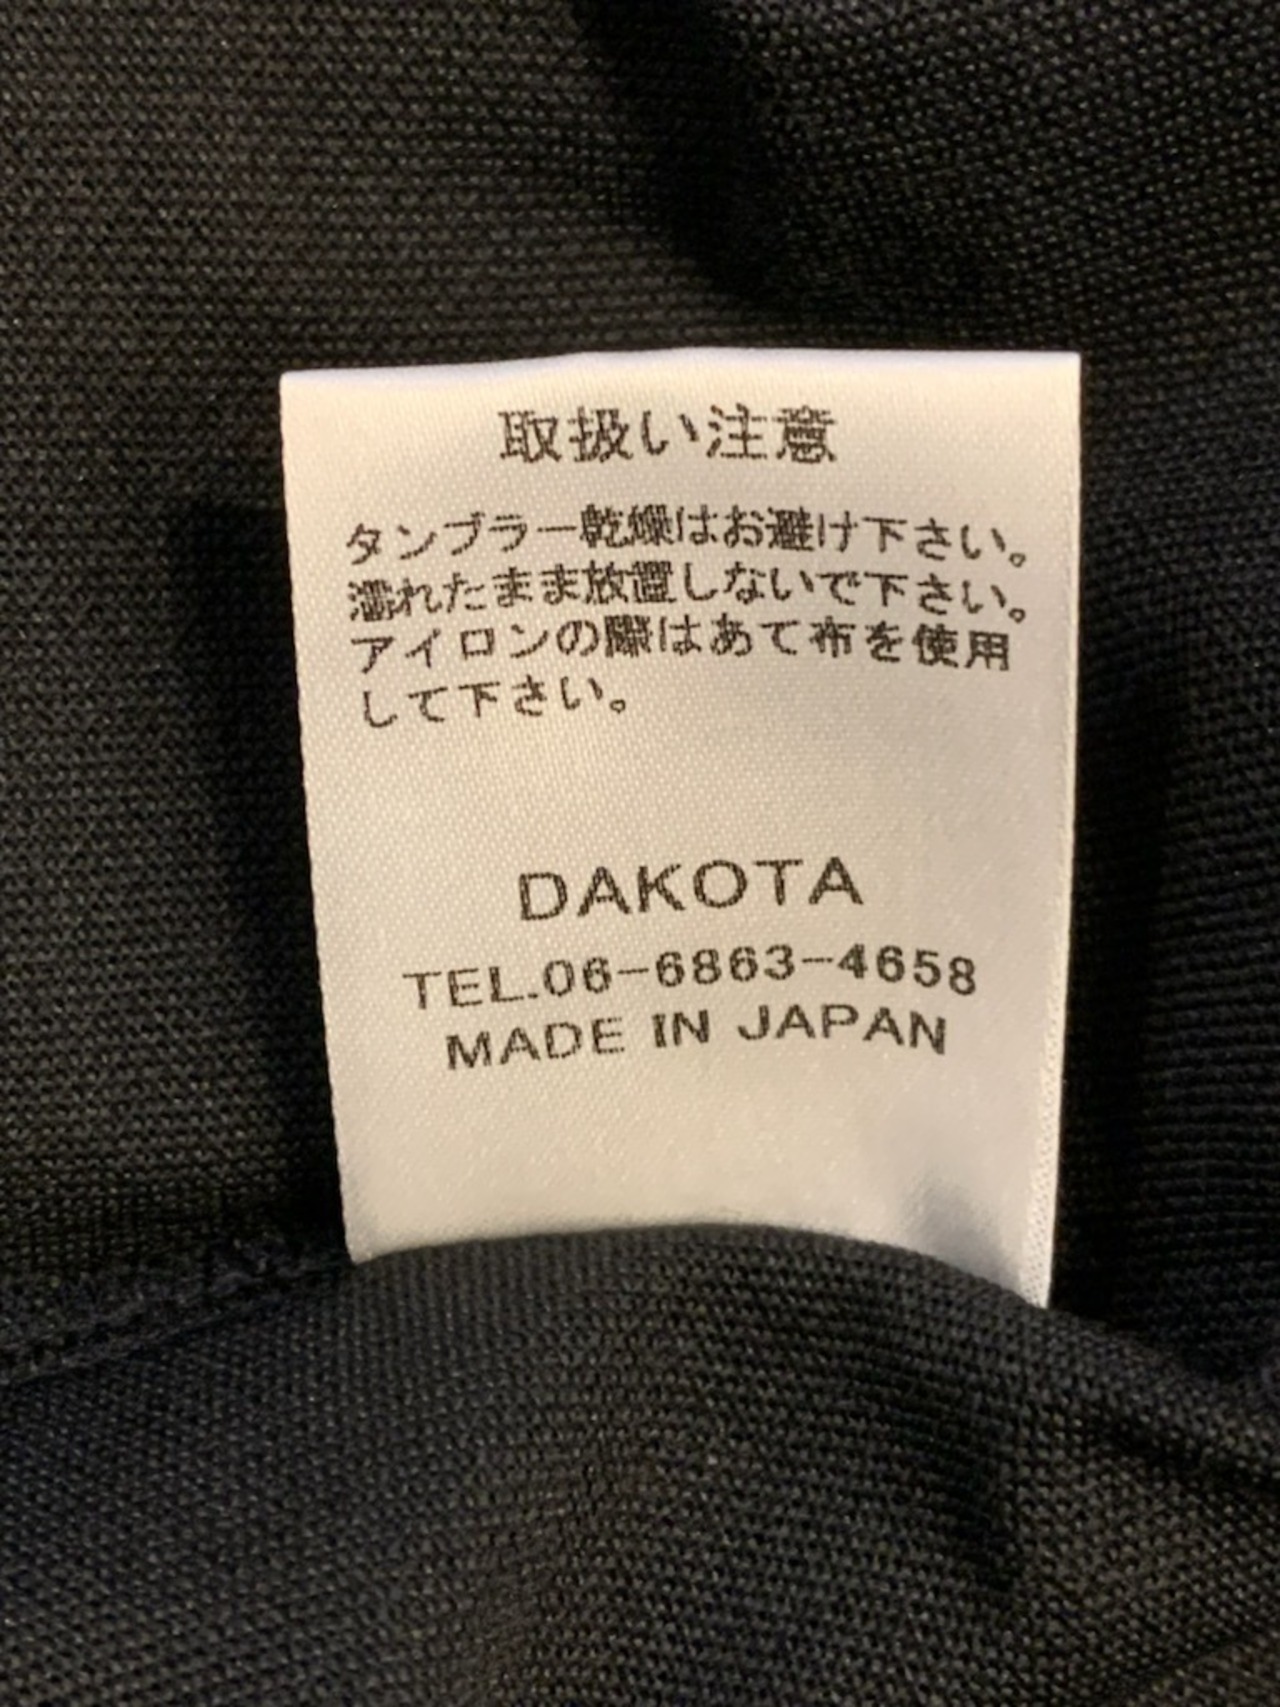 取扱い注意
タンブラー乾燥はお避け下さい。
濡れたまま放置しないで下さい。
アイロンの際はあて布を使用
して下さい。
DAKOTA
TEL.06-6863-4658
MADE IN JAPAN